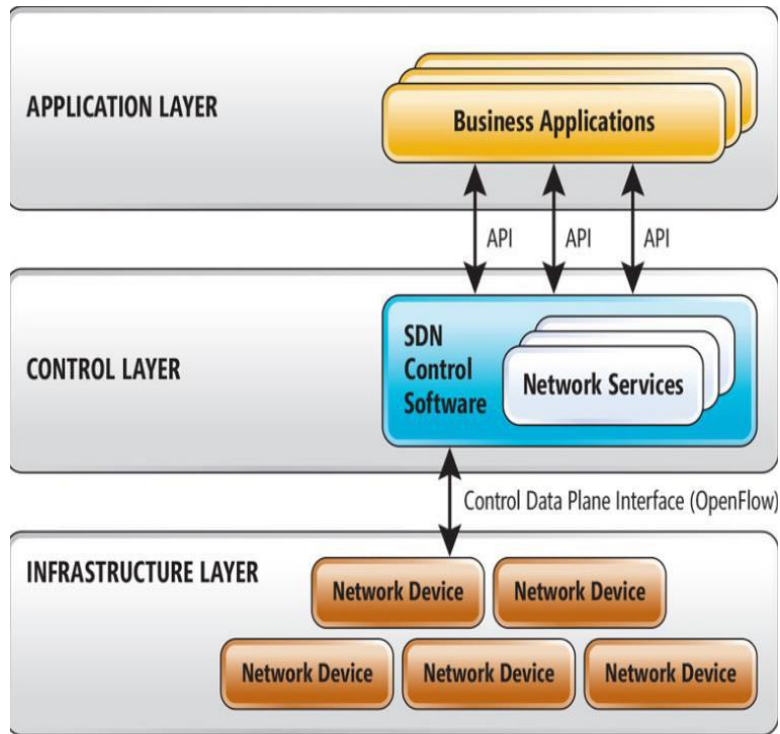 APPLICATION LAYER
Business Applications
API
API
API
CONTROL LAYER
SDN
Control
Software
Network Services
Control Data Plane Interface (OpenFlow)
INFRASTRUCTURE LAYER
Network Device
Network Device
Network Device
Network Device
Network Device